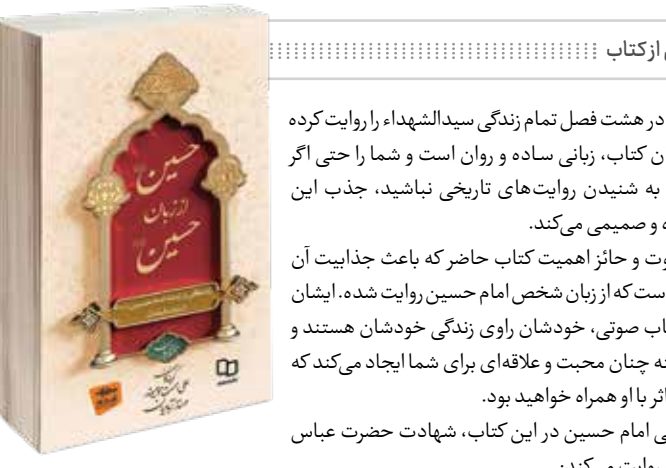 از کتاب
در هشت فصل تمام زندگی سیدالشهداء را روایت کرده
کتاب، زبانی ساده و روان است و شما را حتی اگر
به شنیدن روایت‌های تاریخی نباشید، جذب این
و صمیمی می‌کند.
و حائز اهمیت کتاب حاضر که باعث جذابیت آن
است که از زبان شخص امام حسین روایت شده. ایشان
صوتی، خودشان راوی زندگی خودشان هستند و
چنان محبت و علاقه‌ای برای شما ایجاد می‌کند که
با او همراه خواهید بود.
امام حسین در این کتاب، شهادت حضرت عباس
روایت می‌کند:
حسین
از زبان
حسین